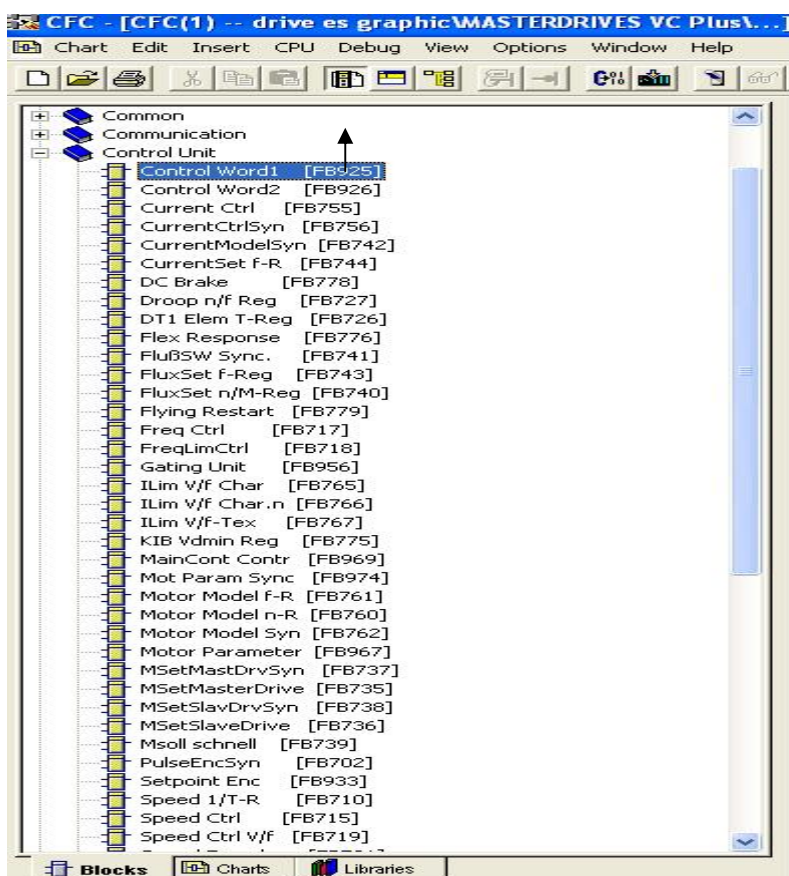 CFC - [CFC(1) -- drive es graphic\MASTERDRIVES VC Plus\...]
Chart Edit Insert CPU Debug View Options Window Help
Common
Communication
Control Unit
Control Word1 [FB925]
Control Word2 [FB926]
Current Ctrl [FB755]
CurrentCtrlSyn [FB756]
CurrentModelSyn [FB742]
CurrentSet f-R [FB744]
DC Brake [FB778]
Droop n/f Reg [FB727]
DT1 Elem T-Reg [FB726]
Flex Response [FB776]
FlußSW Sync. [FB741]
FluxSet f-Reg [FB743]
FluxSet n/M-Reg [FB740]
Flying Restart [FB779]
Freq Ctrl [FB717]
FreqLimCtrl [FB718]
Gating Unit [FB956]
ILim V/f Char [FB765]
ILim V/f Char.n [FB766]
ILim V/f-Tex [FB767]
KIB Vdmin Reg [FB775]
MainCont Contr [FB969]
Mot Param Sync [FB974]
Motor Model f-R [FB761]
Motor Model n-R [FB760]
Motor Model Syn [FB762]
Motor Parameter [FB967]
MSetMastDrvSyn [FB737]
MSetMasterDrive [FB735]
MSetSlavDrvSyn [FB738]
MSetSlaveDrive [FB736]
Msoll schnell [FB739]
PulseEncSyn [FB702]
Setpoint Enc [FB933]
Speed 1/T-R [FB710]
Speed Ctrl [FB715]
Speed Ctrl V/f [FB719]
Blocks Charts Libraries